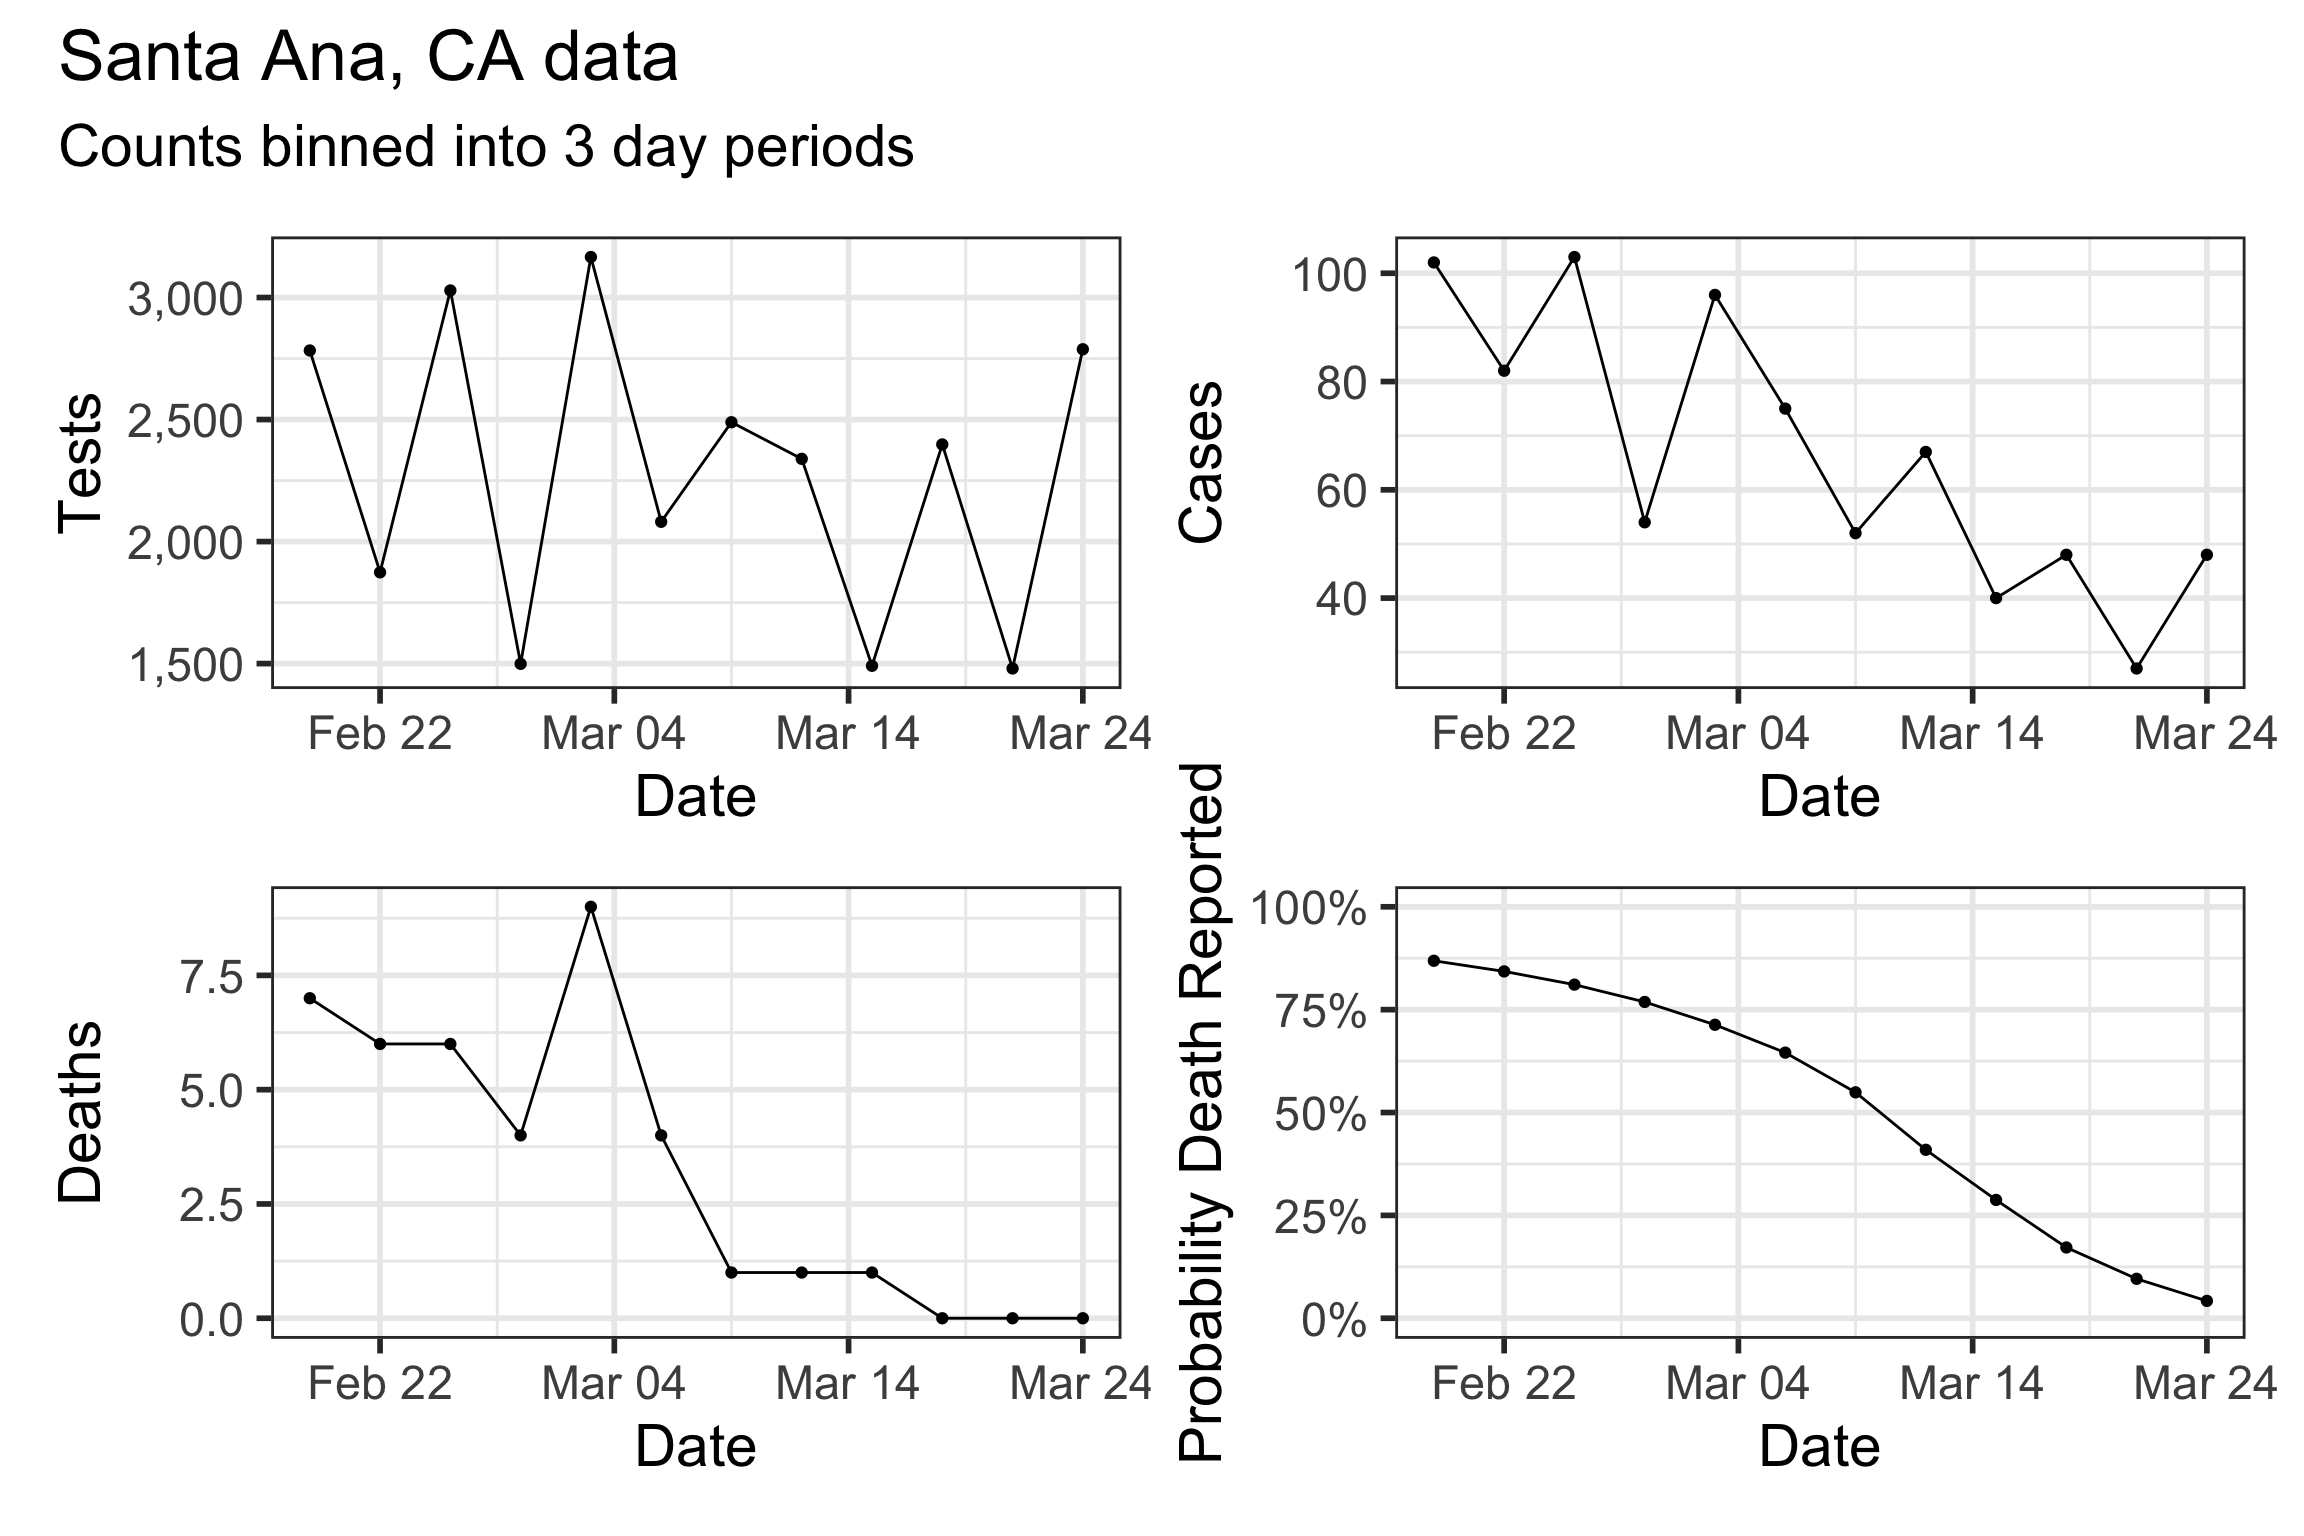 Santa Ana, CA data
Counts binned into 3 day periods
Tests
3,000
2,500
2,000
1,500
Feb 22 Mar 04 Mar 14 Mar 24
Date
Cases
100
80
60
40
Feb 22 Mar 04 Mar 14 Mar 24
Date
Deaths
7.5
5.0
2.5
0.0
Feb 22 Mar 04 Mar 14 Mar 24
Date
Probability Death Reported
100%
75%
50%
25%
0%
Feb 22 Mar 04 Mar 14 Mar 24
Date